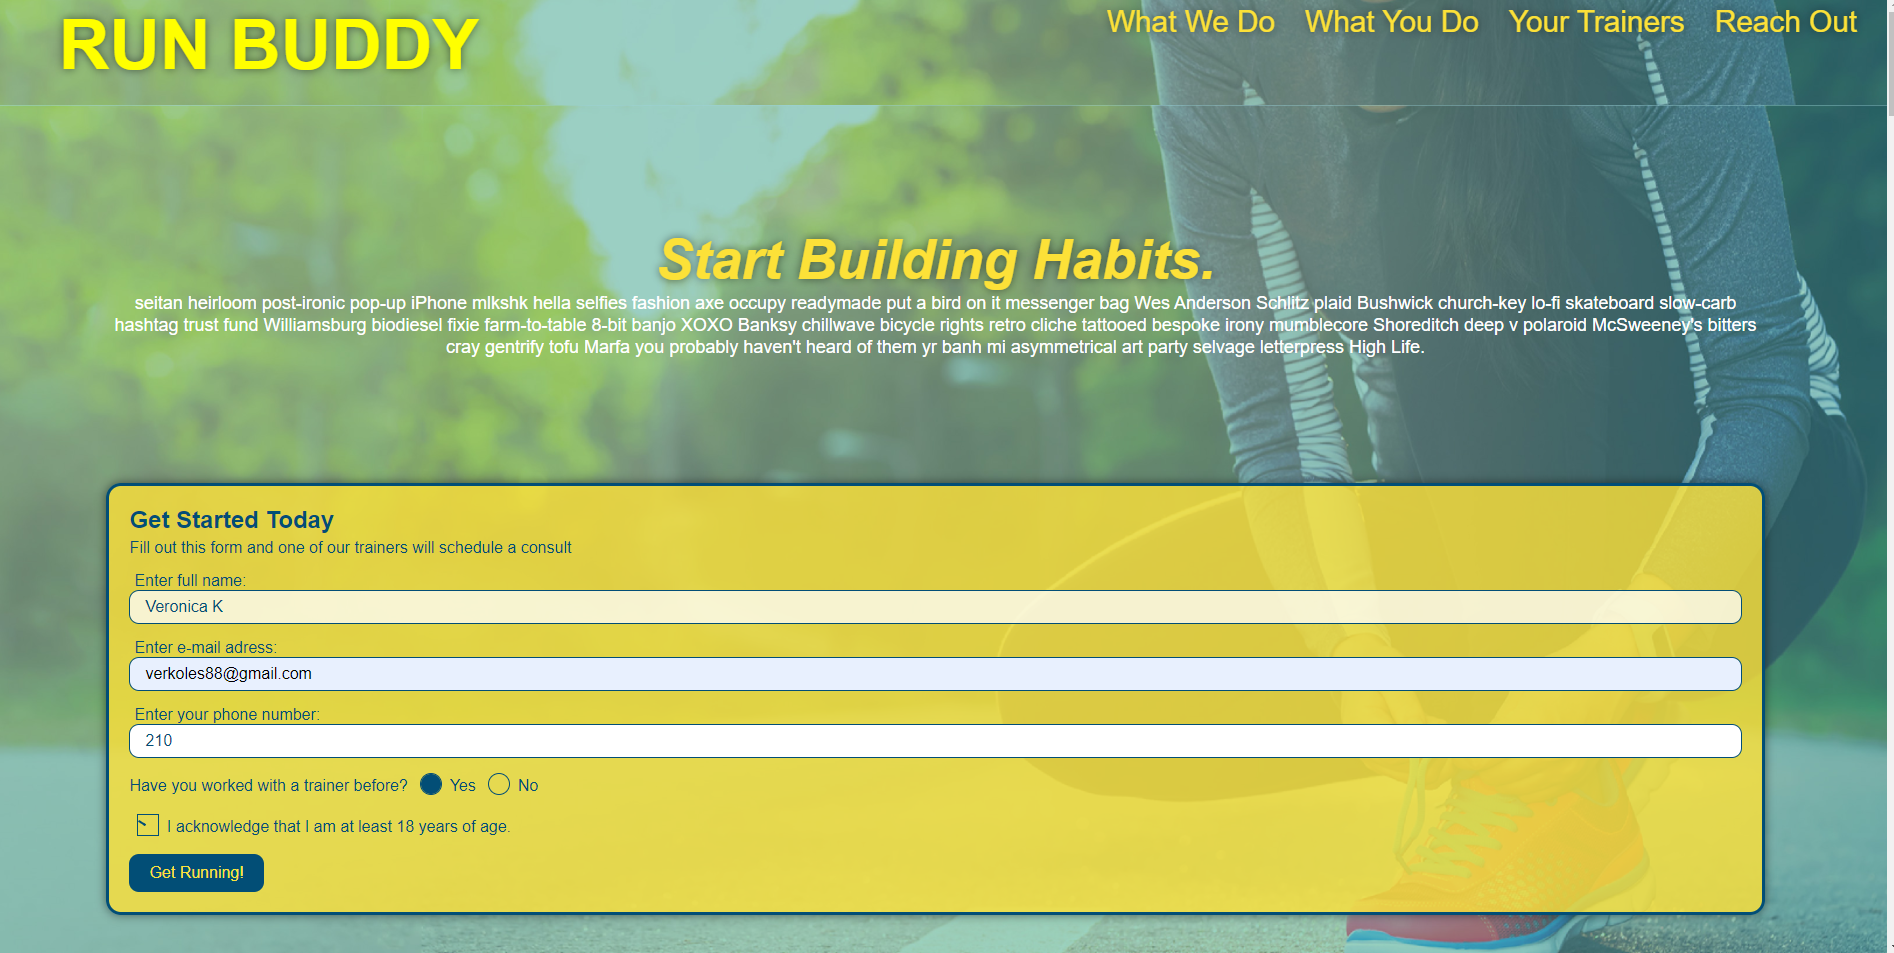 RUN BUDDY
What We Do What You Do Your Trainers Reach Out
Start Building Habits.
seitan heirloom post-ironic pop-up iPhone mlkshk hella selfies fashion axe occupy readymade put a bird on it messenger bag Wes Anderson Schlitz plaid Bushwick church-key lo-fi skateboard slow-carb
hashtag trust fund Williamsburg biodiesel fixie farm-to-table 8-bit banjo XOXO Banksy chillwave bicycle rights retro cliche tattooed bespoke irony mumblecore Shoreditch deep v polaroid McSweeney's bitters
cray gentrify tofu Marfa you probably haven't heard of them yr banh mi asymmetrical art party selvage letterpress High Life.
Get Started Today
Fill out this form and one of our trainers will schedule a consult
Enter full name:
Veronica K
Enter e-mail adress:
verkoles88@gmail.com
Enter your phone number:
210
Have you worked with a trainer before? Yes No
I acknowledge that I am at least 18 years of age.
Get Running!